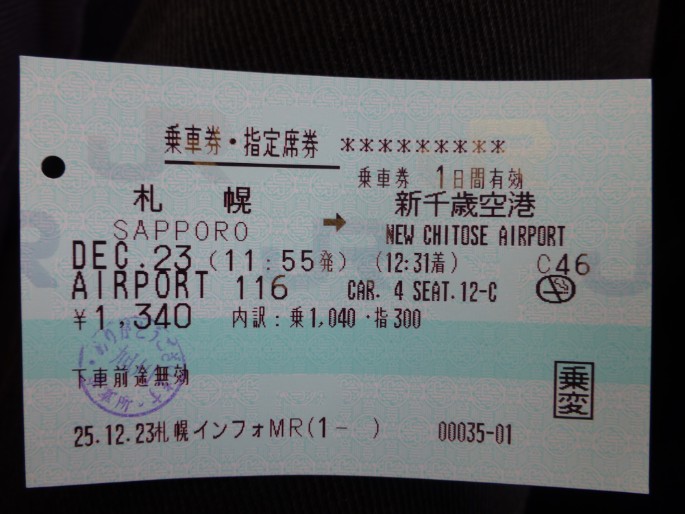 乗車券・指定席券 *********
乗車券 1日間有効
札幌 → 新千歳空港
SAPPORO NEW CHITOSE AIRPORT
DEC.23 (11:55発) (12:31着) C46
AIRPORT 116 CAR. 4 SEAT.12-C
¥1,340 内訳:乗1,040・指300
下車前途無効
乗変
25.12.23札幌インフォMR(1- ) 00035-01